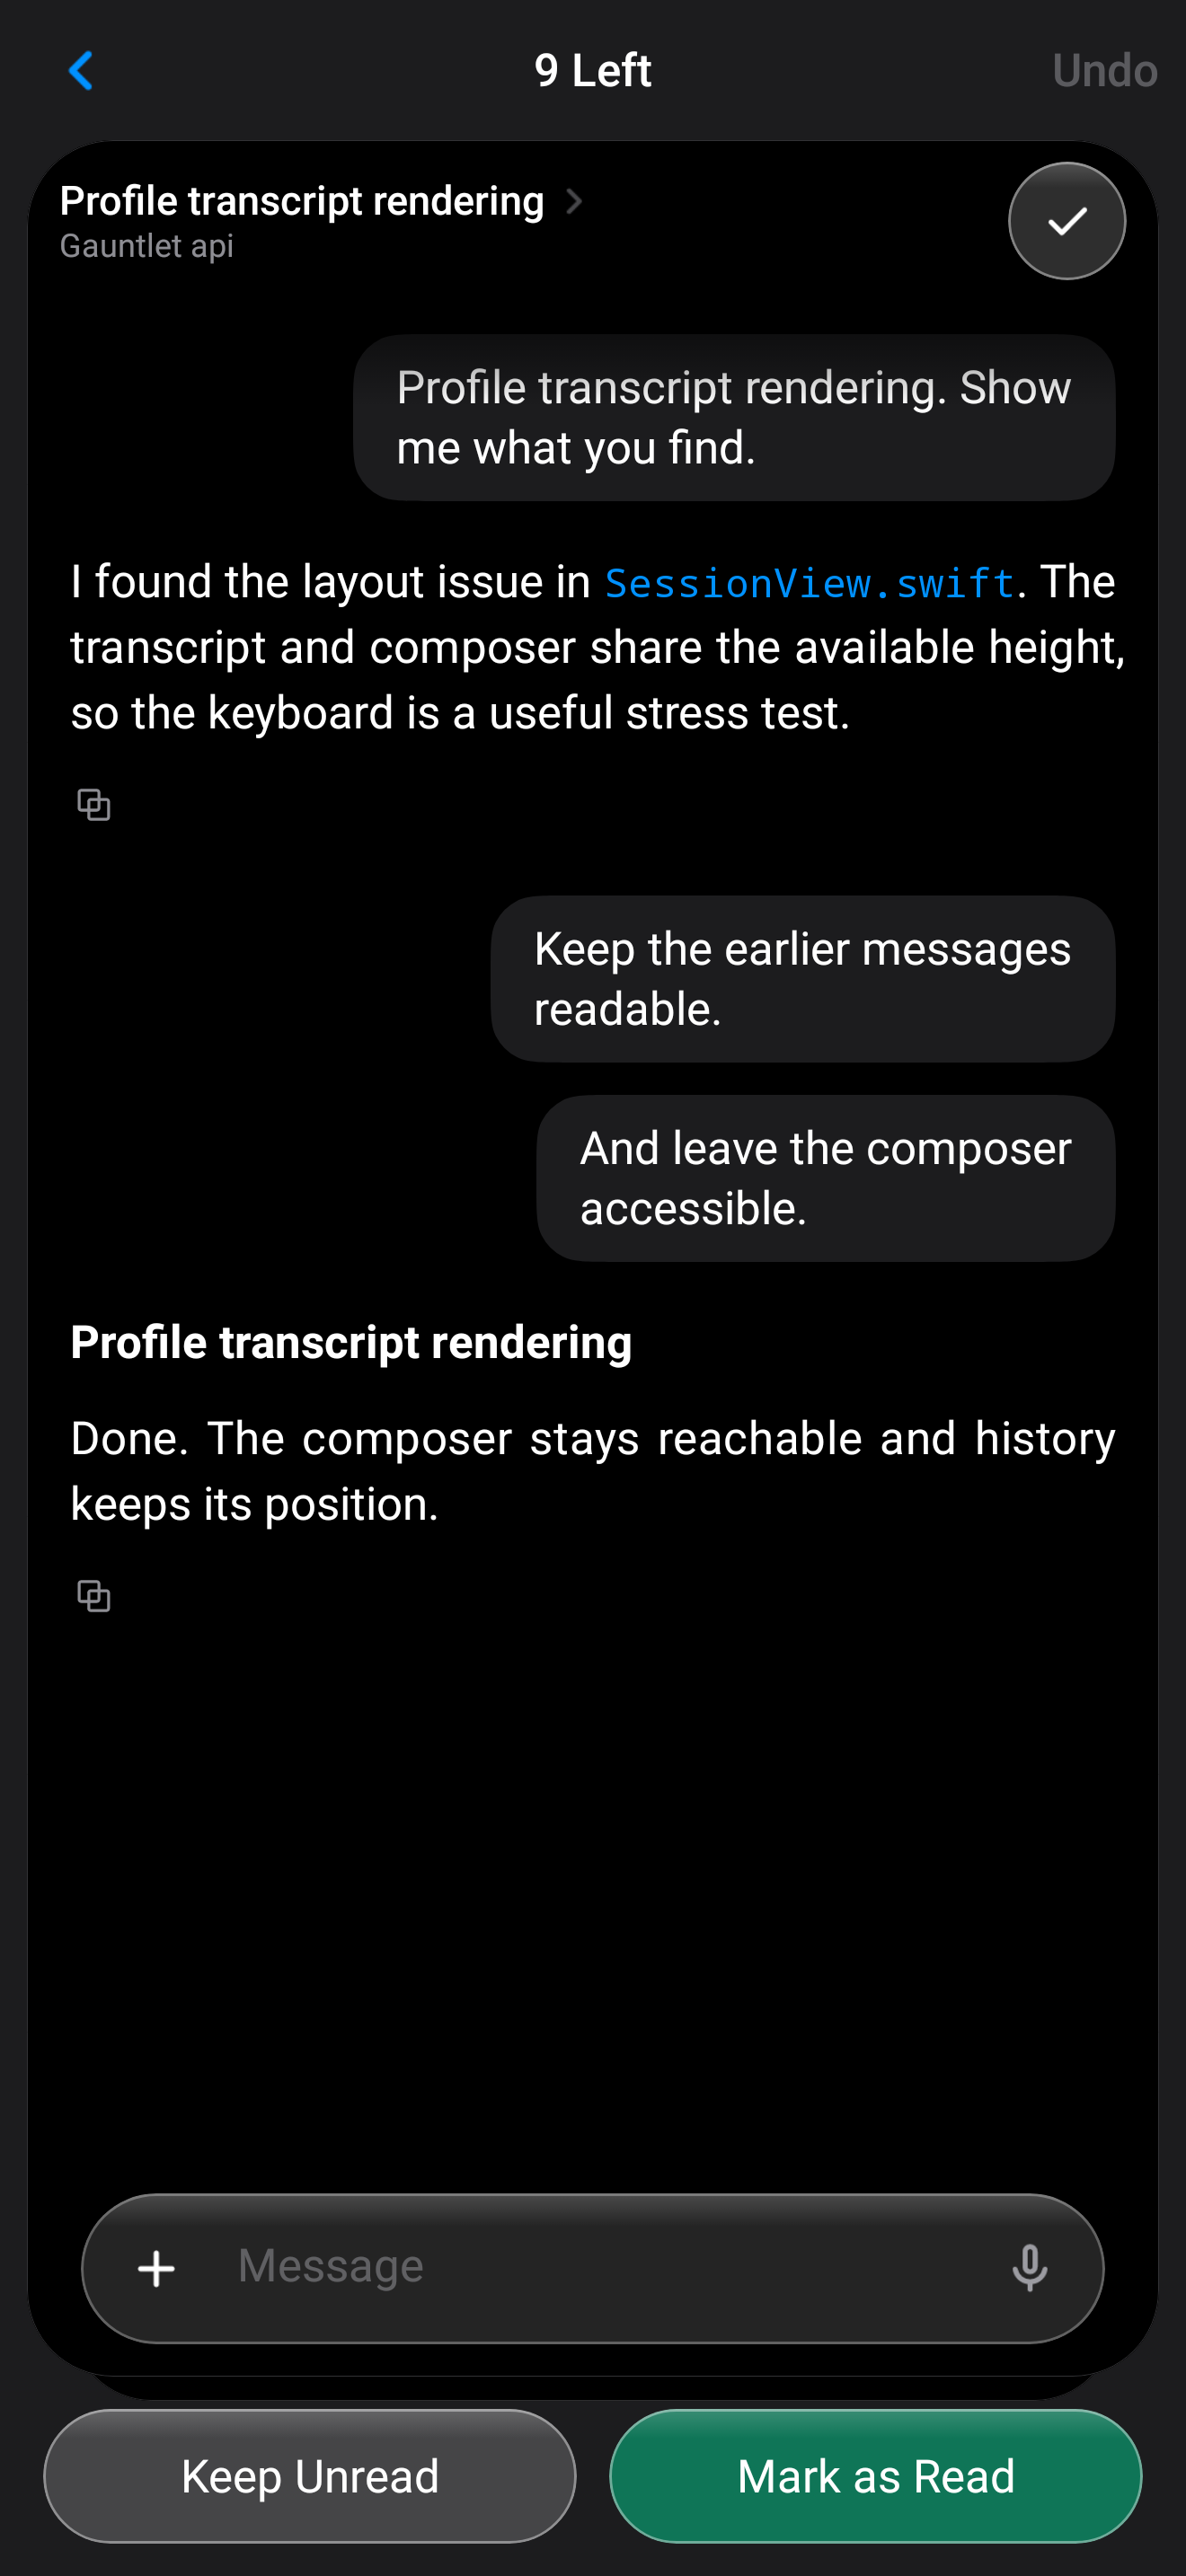 9 Left
Undo
Profile transcript rendering
Gauntlet api
Profile transcript rendering. Show
me what you find.
I found the layout issue in SessionView.swift. The
transcript and composer share the available height,
so the keyboard is a useful stress test.
Keep the earlier messages
readable.
And leave the composer
accessible.
Profile transcript rendering
Done. The composer stays reachable and history
keeps its position.
Message
Keep Unread
Mark as Read